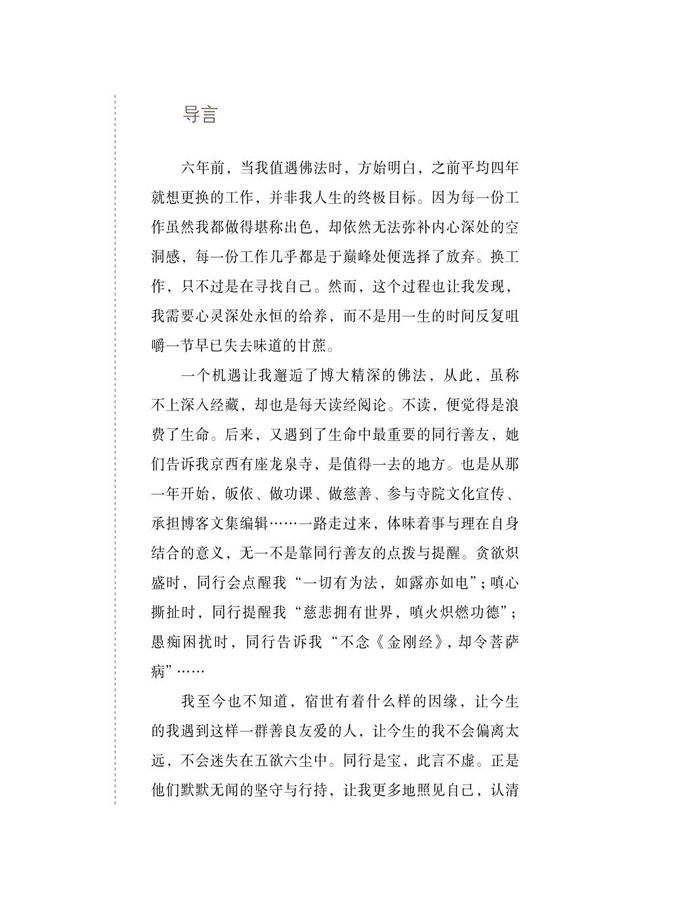 导言
六年前，当我值遇佛法时，方始明白，之前平均四年
就想更换的工作，并非我人生的终极目标。因为每一份工
作虽然我都做得堪称出色，却依然无法弥补内心深处的空
洞感，每一份工作几乎都是于巅峰处便选择了放弃。换工
作，只不过是在寻找自己。然而，这个过程也让我发现，
我需要心灵深处永恒的给养，而不是用一生的时间反复咀
嚼一节早已失去味道的甘蔗。
一个机遇让我邂逅了博大精深的佛法，从此，虽称
不上深入经藏，却也是每天读经阅论。不读，便觉得是浪
费了生命。后来，又遇到了生命中最重要的同行善友，她
们告诉我京西有座龙泉寺，是值得一去的地方。也是从那
一年开始，皈依、做功课、做慈善、参与寺院文化宣传、
承担博客文集编辑……一路走过来，体味着事与理在自身
结合的意义，无一不是靠同行善友的点拨与提醒。贪欲炽
盛时，同行会点醒我“一切有为法，如露亦如电”；嗔心
撕扯时，同行提醒我“慈悲拥有世界，嗔火炽燃功德”；
愚痴困扰时，同行告诉我“不念《金刚经》，却令菩萨
病”……
我至今也不知道，宿世有着什么样的因缘，让今生
的我遇到这样一群善良友爱的人，让今生的我不会偏离太
远，不会迷失在五欲六尘中。同行是宝，此言不虚。正是
他们默默无闻的坚守与行持，让我更多地照见自己，认清